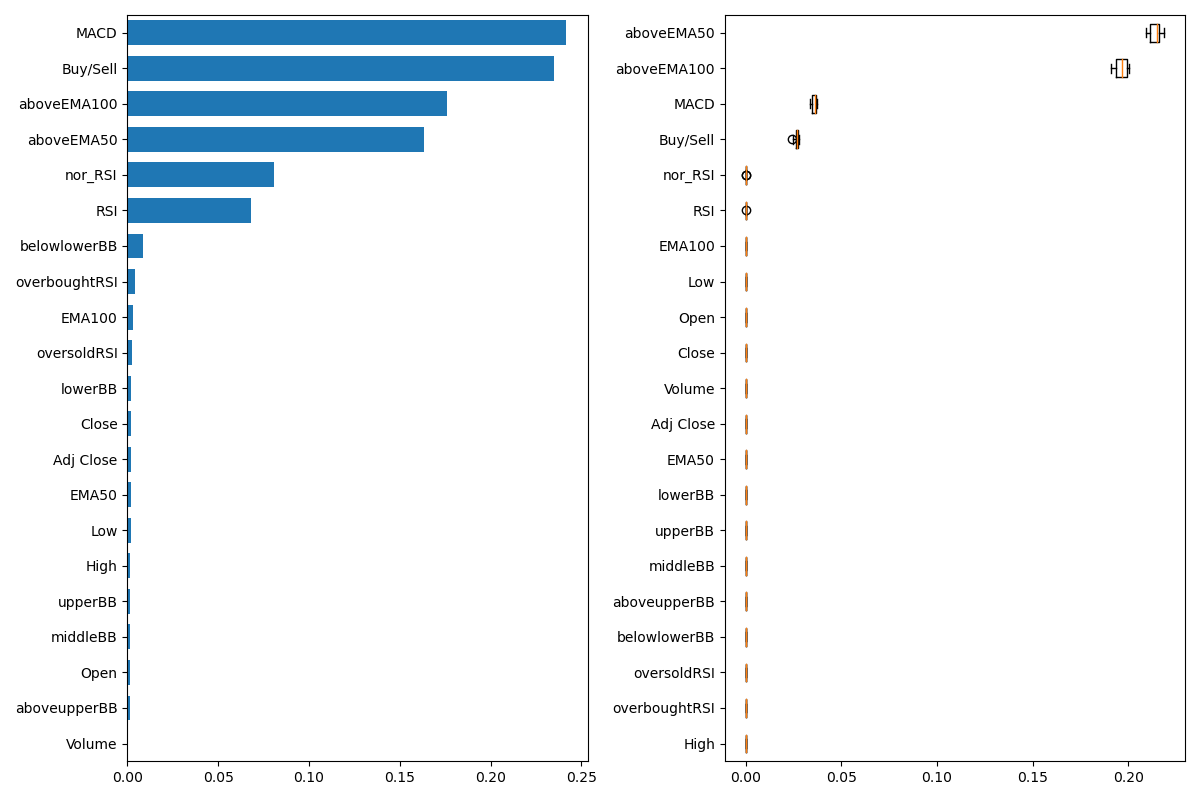 MACD
Buy/Sell
aboveEMA100
aboveEMA50
nor_RSI
RSI
belowlowerBB
overboughtRSI
EMA100
oversoldRSI
lowerBB
Close
Adj Close
EMA50
Low
High
upperBB
middleBB
Open
aboveupperBB
Volume
0.00 0.05 0.10 0.15 0.20 0.25
aboveEMA50
aboveEMA100
MACD
Buy/Sell
nor_RSI
RSI
EMA100
Low
Open
Close
Volume
Adj Close
EMA50
lowerBB
upperBB
middleBB
aboveupperBB
belowlowerBB
oversoldRSI
overboughtRSI
High
0.00 0.05 0.10 0.15 0.20